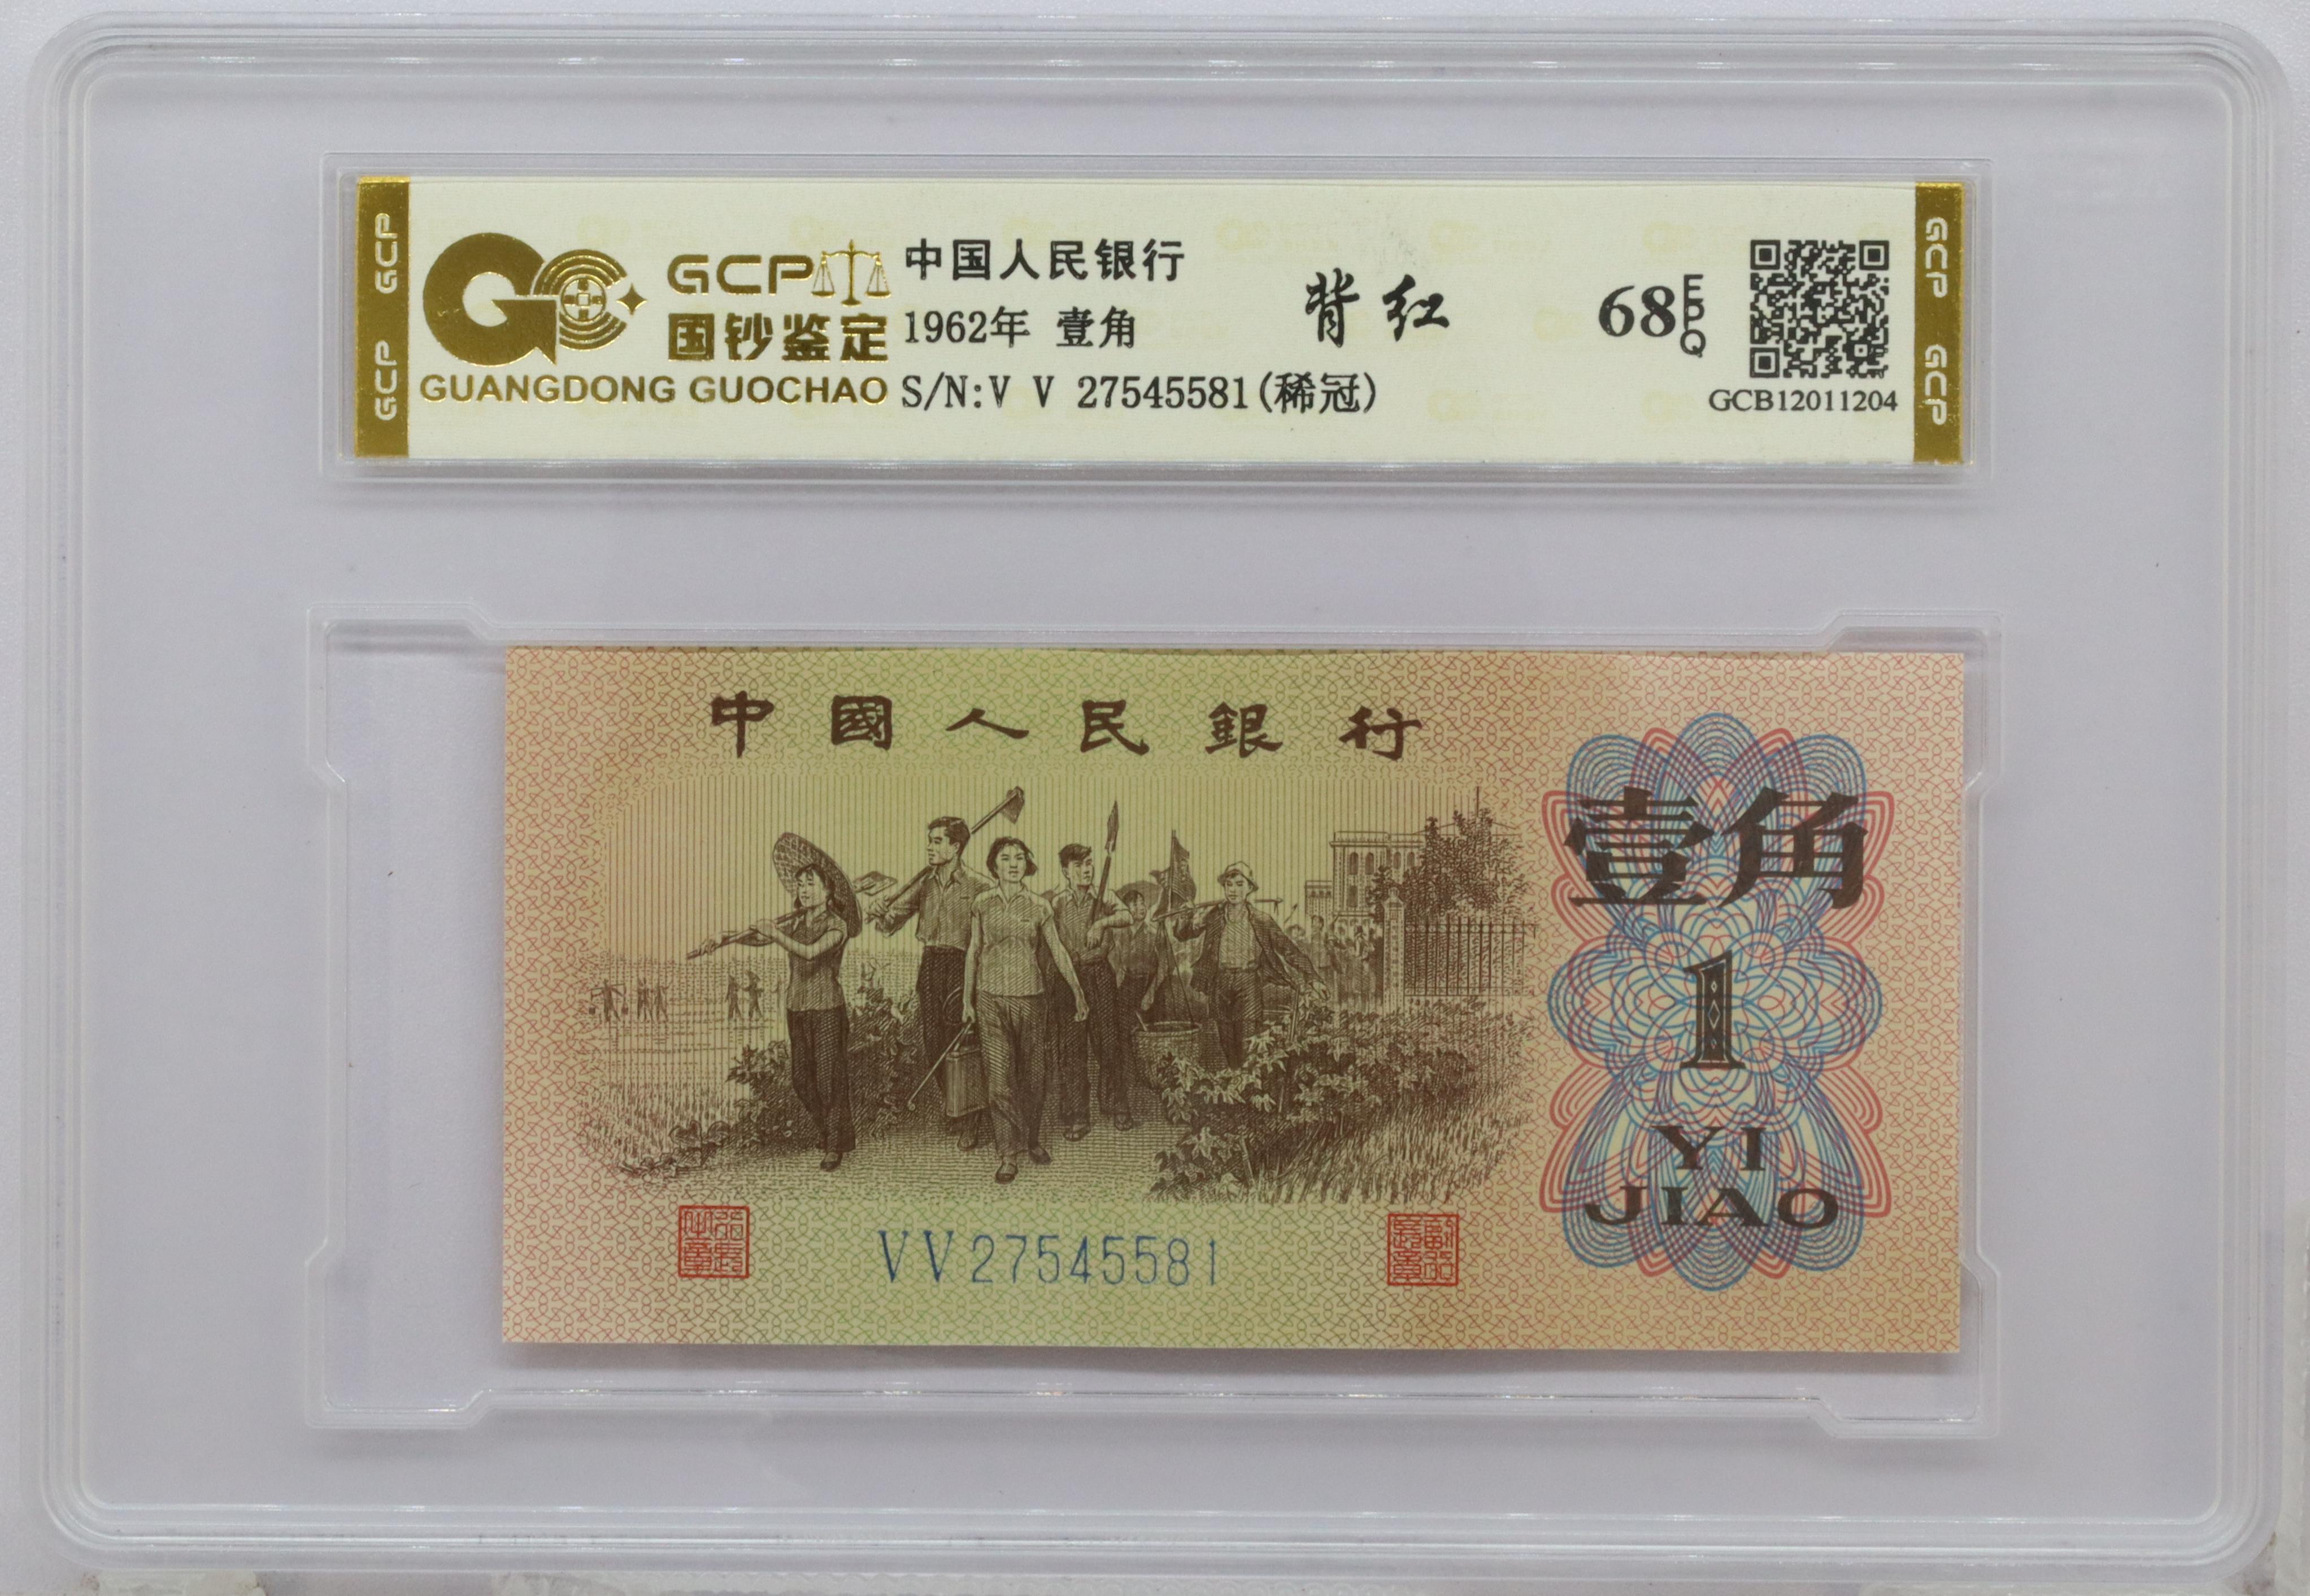 GCP GCP
GCP
国钞鉴定
GUANGDONG GUOCHAO
中国人民银行
1962年 壹角
S/N:V V 27545581(稀冠)
背红
68
EPQ
GCB12011204
GCP GCP
中國人民銀行
壹角
1
YI
JIAO
VV27545581